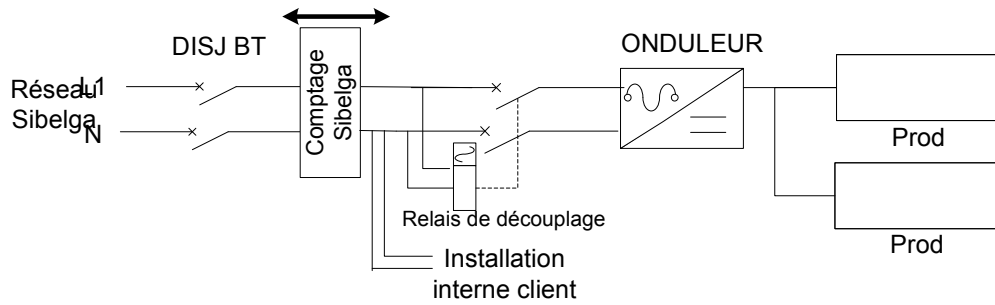 DISJ BT
ONDULEUR
Réseau
Sibelga
L1
N
Comptage
Sibelga
Prod
Prod
Relais de découplage
Installation
interne client